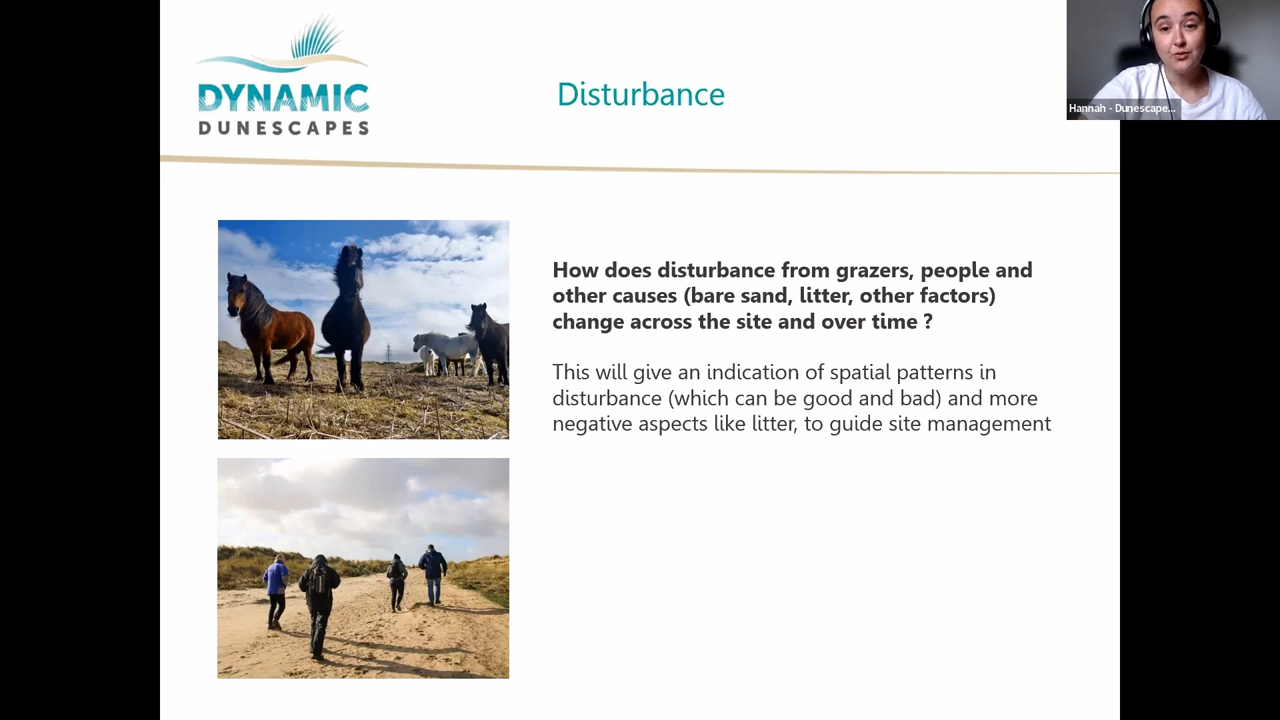 DYNAMIC
DUNESCAPES
Disturbance
Hannah - Dunescape...
How does disturbance from grazers, people and
other causes (bare sand, litter, other factors)
change across the site and over time ?
This will give an indication of spatial patterns in
disturbance (which can be good and bad) and more
negative aspects like litter, to guide site management